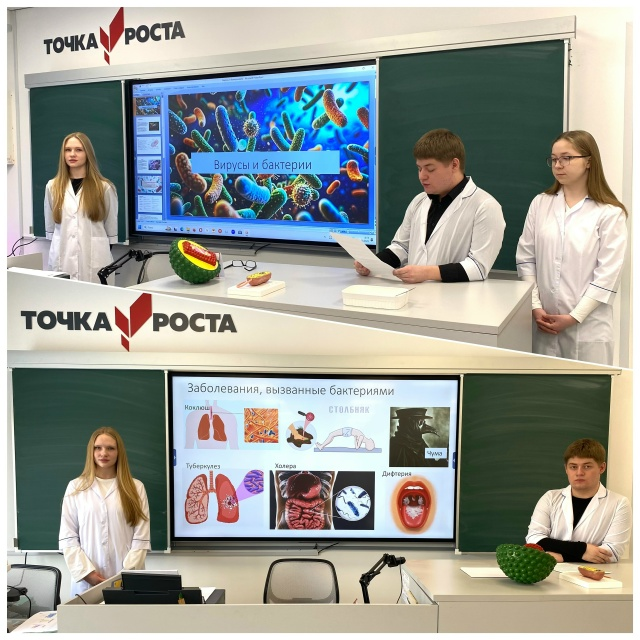 ТОЧКА РОСТА
Вирусы и бактерии
ТОЧКА РОСТА
Заболевания, вызванные бактериями
Коклюш
СТОЛБНЯК
Чума
Туберкулез
Холера
Дифтерия